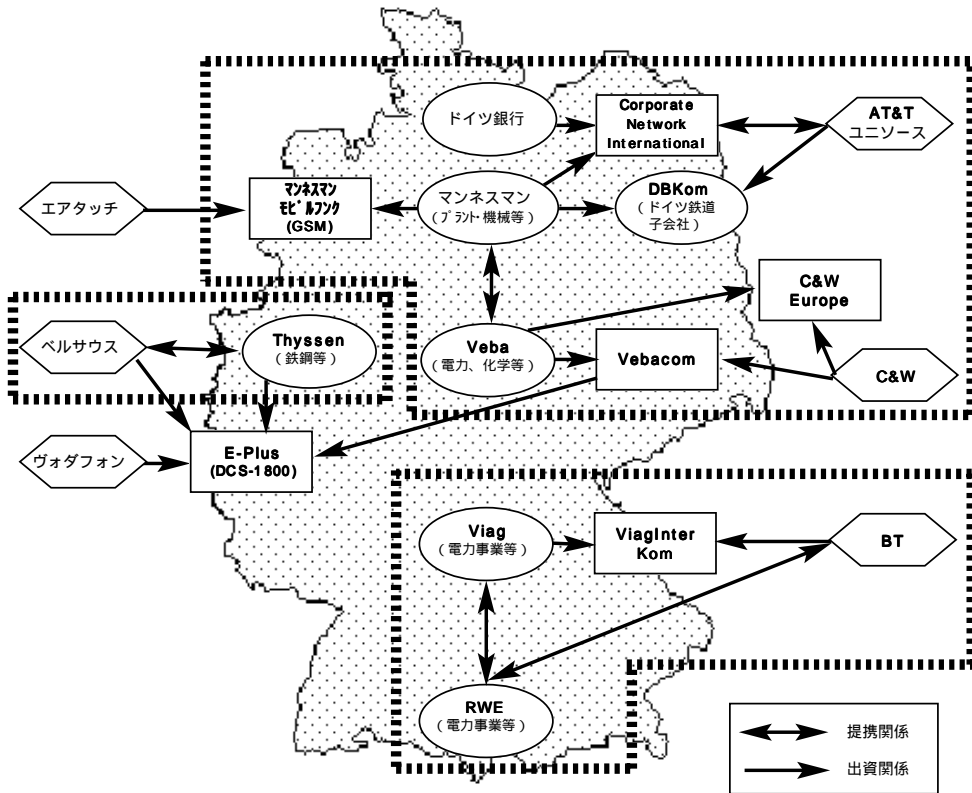 ドイツ銀行
Corporate
Network
International
AT&T
ユニソース
エアタッチ
マンネスマン
モビルフンク
(GSM)
マンネスマン
(プラント機械等)
DBKom
(ドイツ鉄道
子会社)
C&W
Europe
ベルサウス
Thyssen
(鉄鋼等)
Veba
(電力、化学等)
Vebacom
C&W
ヴォダフォン
E-Plus
(DCS-1800)
Viag
(電力事業等)
ViagInter
Kom
BT
RWE
(電力事業等)
提携関係
出資関係